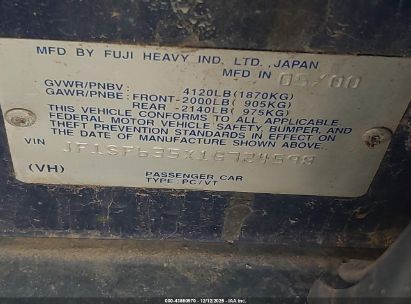 MFD BY FUJI HEAVY IND. LTD., JAPAN
MFD IN 05/00
GVWR/PNBV: 4120LB(1870KG)
GAWR/PNBE: FRONT-2000LB( 905KG)
REAR -2140LB( 975KG)
THIS VEHICLE CONFORMS TO ALL APPLICABLE
FEDERAL MOTOR VEHICLE SAFETY, BUMPER, AND
THEFT PREVENTION STANDARDS IN EFFECT ON
THE DATE OF MANUFACTURE SHOWN ABOVE.
VIN
(VH)
PASSENGER CAR
TYPE: PC/VT